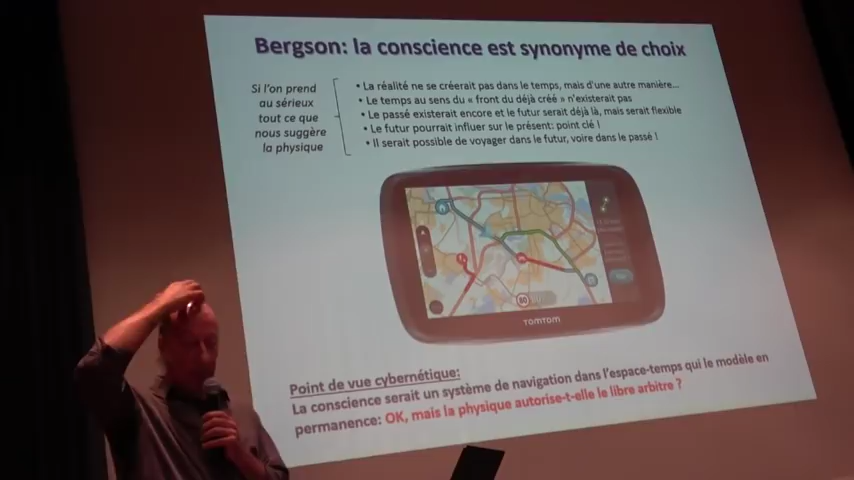 Bergson: la conscience est synonyme de choix
Si l'on prend
au sérieux
tout ce que
nous suggère
la physique
• La réalité ne se créerait pas dans le temps, mais d'une autre manière...
• Le temps au sens du « front du déjà créé » n'existerait pas
• Le passé existerait encore et le futur serait déjà là, mais serait flexible
• Le futur pourrait influer sur le présent: point clé !
• Il serait possible de voyager dans le futur, voire dans le passé !
80
TOMTOM
Point de vue cybernétique:
La conscience serait un système de navigation dans l'espace-temps qui le modèle en
permanence: OK, mais la physique autorise-t-elle le libre arbitre ?